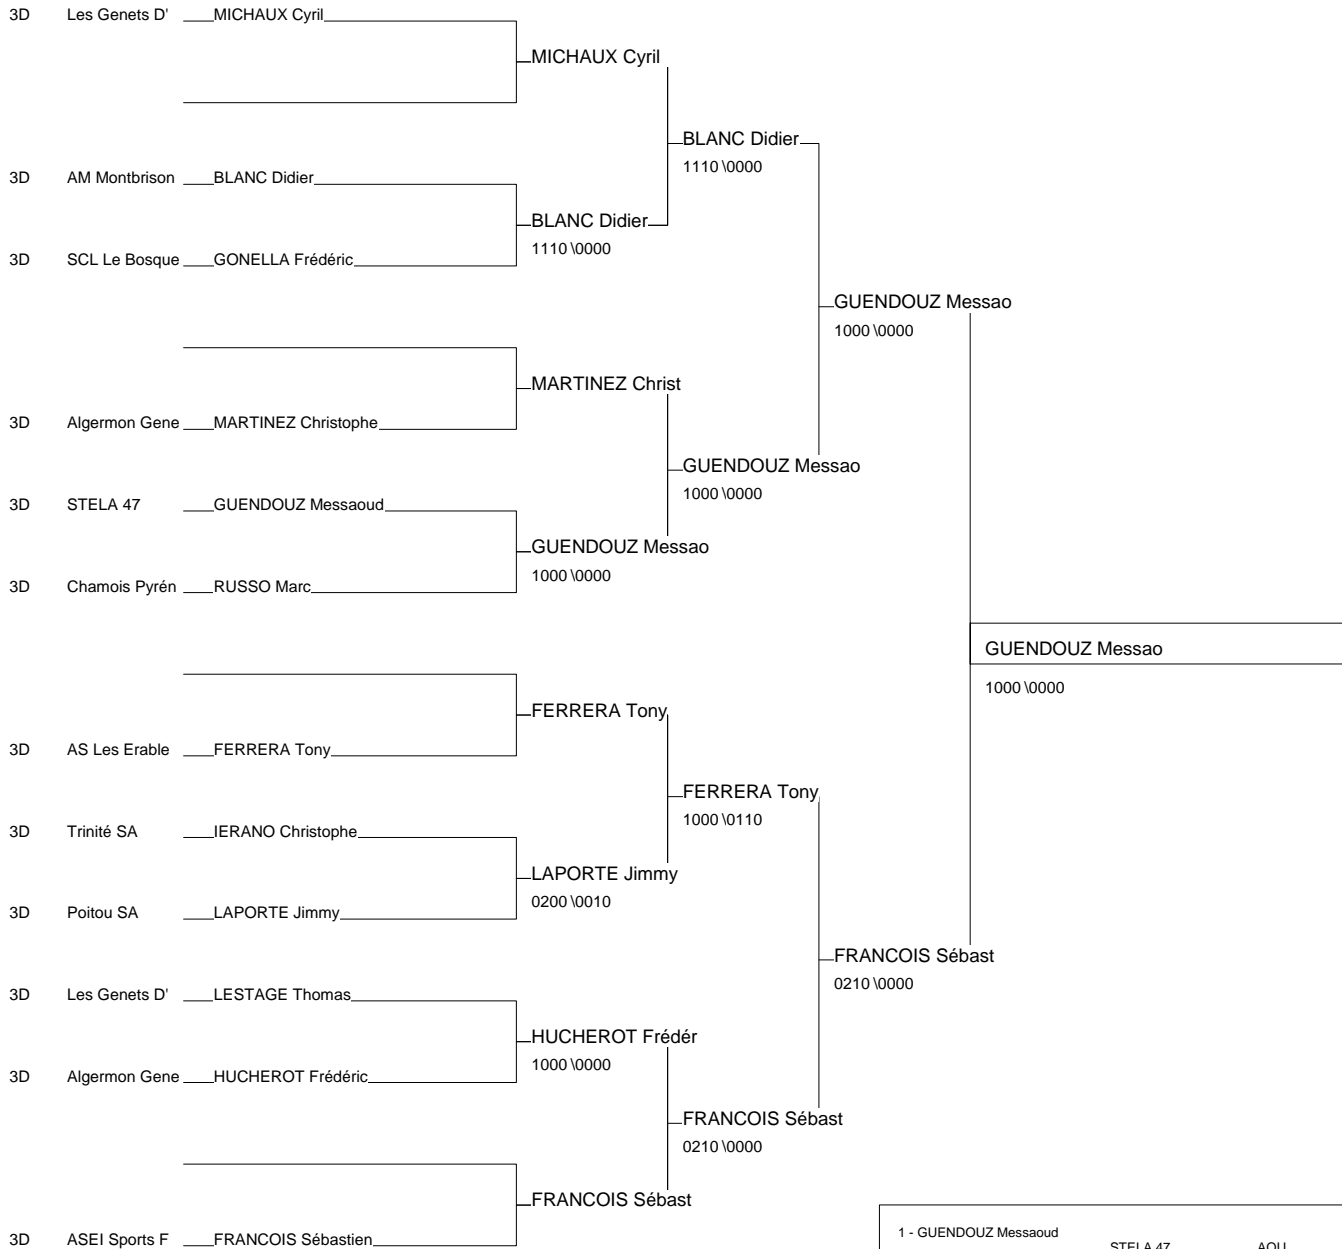 3D Les Genets D' MICHAUX Cyril
MICHAUX Cyril
BLANC Didier
1110 \0000
3D AM Montbrison BLANC Didier
BLANC Didier
1110 \0000
3D SCL Le Bosque GONELLA Frédéric
GUENDOUZ Messao
1000 \0000
MARTINEZ Christ
3D Algermon Gene MARTINEZ Christophe
GUENDOUZ Messao
1000 \0000
3D STELA 47 GUENDOUZ Messaoud
GUENDOUZ Messao
1000 \0000
3D Chamois Pyrén RUSSO Marc
GUENDOUZ Messao
1000 \0000
FERRERA Tony
3D AS Les Erable FERRERA Tony
FERRERA Tony
1000 \0110
3D Trinité SA IERANO Christophe
LAPORTE Jimmy
0200 \0010
3D Poitou SA LAPORTE Jimmy
FRANCOIS Sébast
0210 \0000
3D Les Genets D' LESTAGE Thomas
HUCHEROT Frédér
1000 \0000
3D Algermon Gene HUCHEROT Frédéric
FRANCOIS Sébast
0210 \0000
FRANCOIS Sébast
1 - GUENDOUZ Messaoud
3D ASEI Sports F FRANCOIS Sébastien
STELA 47 AQU